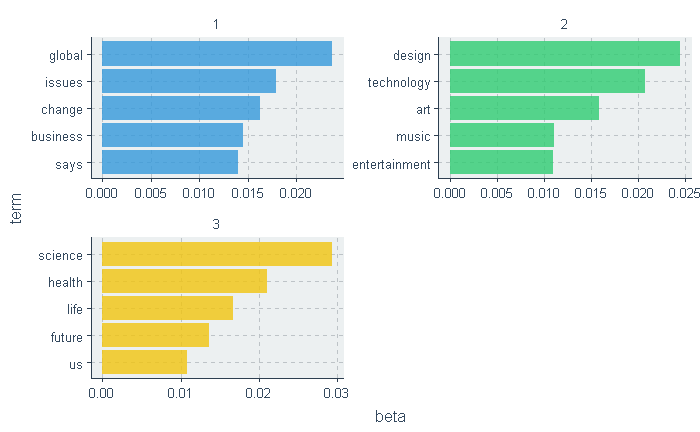 1
global
issues
change
business
says
0.000 0.005 0.010 0.015 0.020
2
design
technology
art
music
entertainment
0.000 0.005 0.010 0.015 0.020 0.025
term
3
science
health
life
future
us
0.00 0.01 0.02 0.03
beta